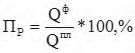 Пр = Qф / Qпл *100,%